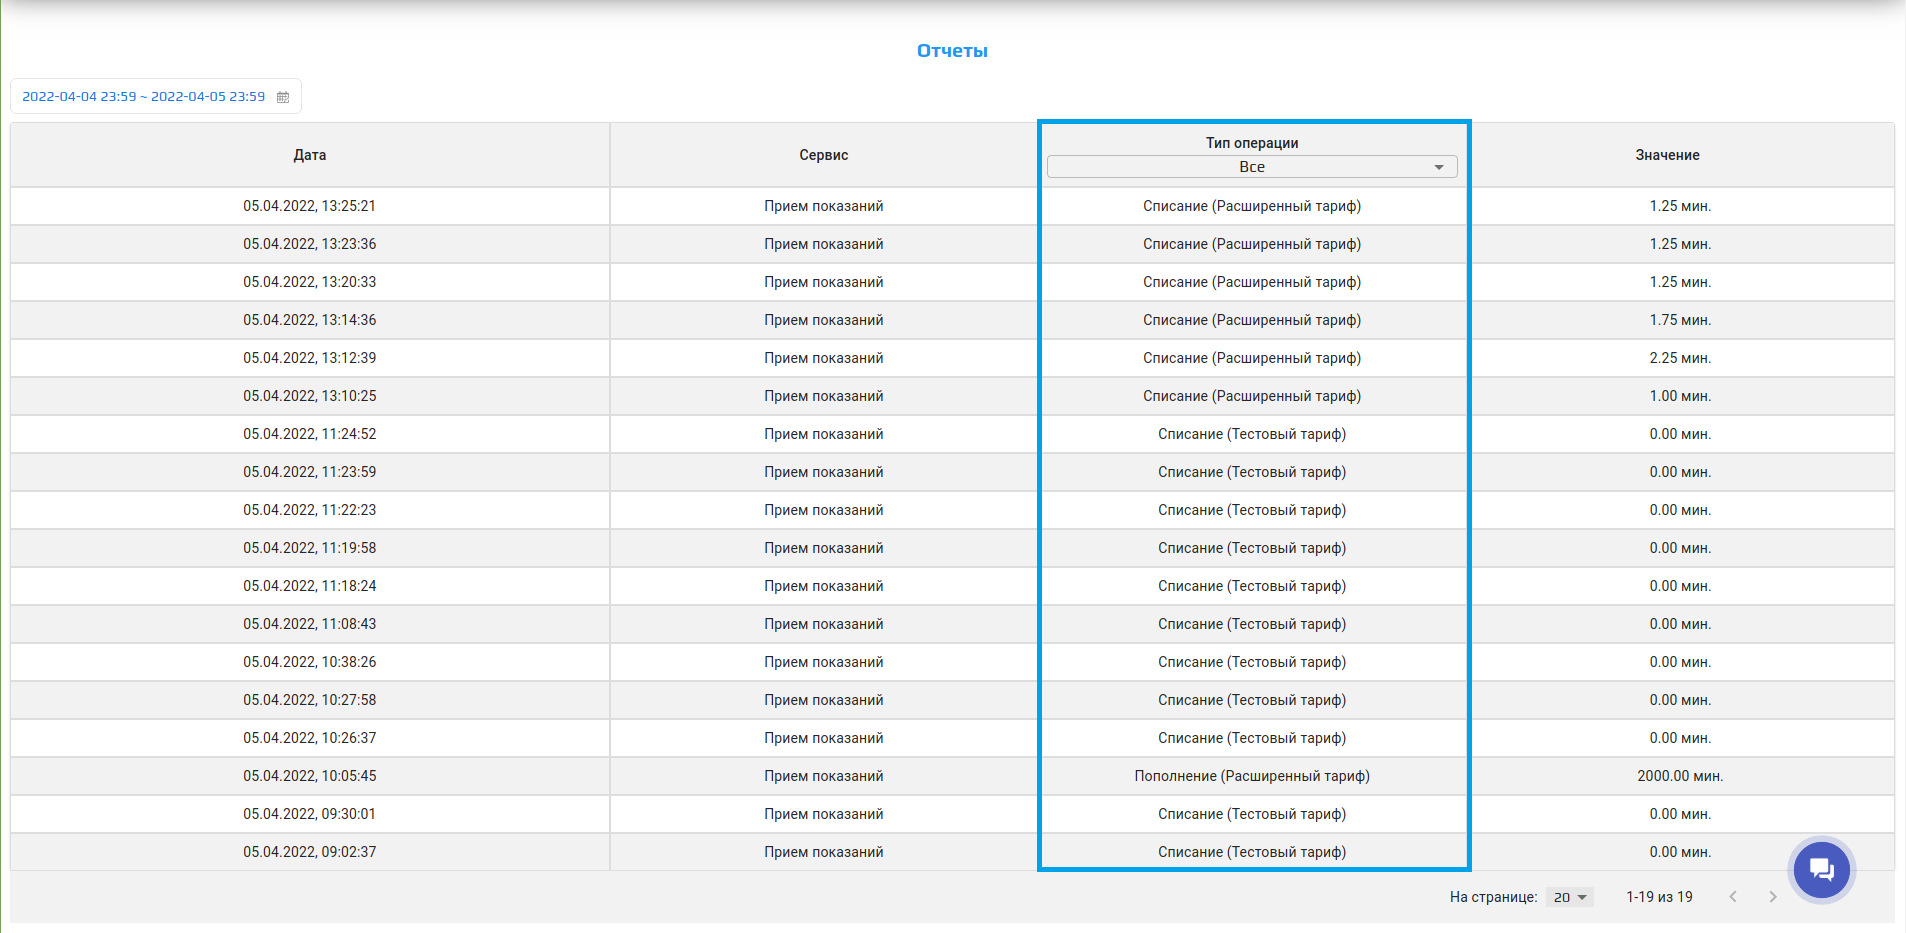 Отчеты
2022-04-04 23:59 ~ 2022-04-05 23:59
Дата Сервис Тип операции Значение
Все
05.04.2022, 13:25:21 Прием показаний Списание (Расширенный тариф) 1.25 мин.
05.04.2022, 13:23:36 Прием показаний Списание (Расширенный тариф) 1.25 мин.
05.04.2022, 13:20:33 Прием показаний Списание (Расширенный тариф) 1.25 мин.
05.04.2022, 13:14:36 Прием показаний Списание (Расширенный тариф) 1.75 мин.
05.04.2022, 13:12:39 Прием показаний Списание (Расширенный тариф) 2.25 мин.
05.04.2022, 13:10:25 Прием показаний Списание (Расширенный тариф) 1.00 мин.
05.04.2022, 11:24:52 Прием показаний Списание (Тестовый тариф) 0.00 мин.
05.04.2022, 11:23:59 Прием показаний Списание (Тестовый тариф) 0.00 мин.
05.04.2022, 11:22:23 Прием показаний Списание (Тестовый тариф) 0.00 мин.
05.04.2022, 11:19:58 Прием показаний Списание (Тестовый тариф) 0.00 мин.
05.04.2022, 11:18:24 Прием показаний Списание (Тестовый тариф) 0.00 мин.
05.04.2022, 11:08:43 Прием показаний Списание (Тестовый тариф) 0.00 мин.
05.04.2022, 10:38:26 Прием показаний Списание (Тестовый тариф) 0.00 мин.
05.04.2022, 10:27:58 Прием показаний Списание (Тестовый тариф) 0.00 мин.
05.04.2022, 10:26:37 Прием показаний Списание (Тестовый тариф) 0.00 мин.
05.04.2022, 10:05:45 Прием показаний Пополнение (Расширенный тариф) 2000.00 мин.
05.04.2022, 09:30:01 Прием показаний Списание (Тестовый тариф) 0.00 мин.
05.04.2022, 09:02:37 Прием показаний Списание (Тестовый тариф) 0.00 мин.
На странице: 20 1-19 из 19